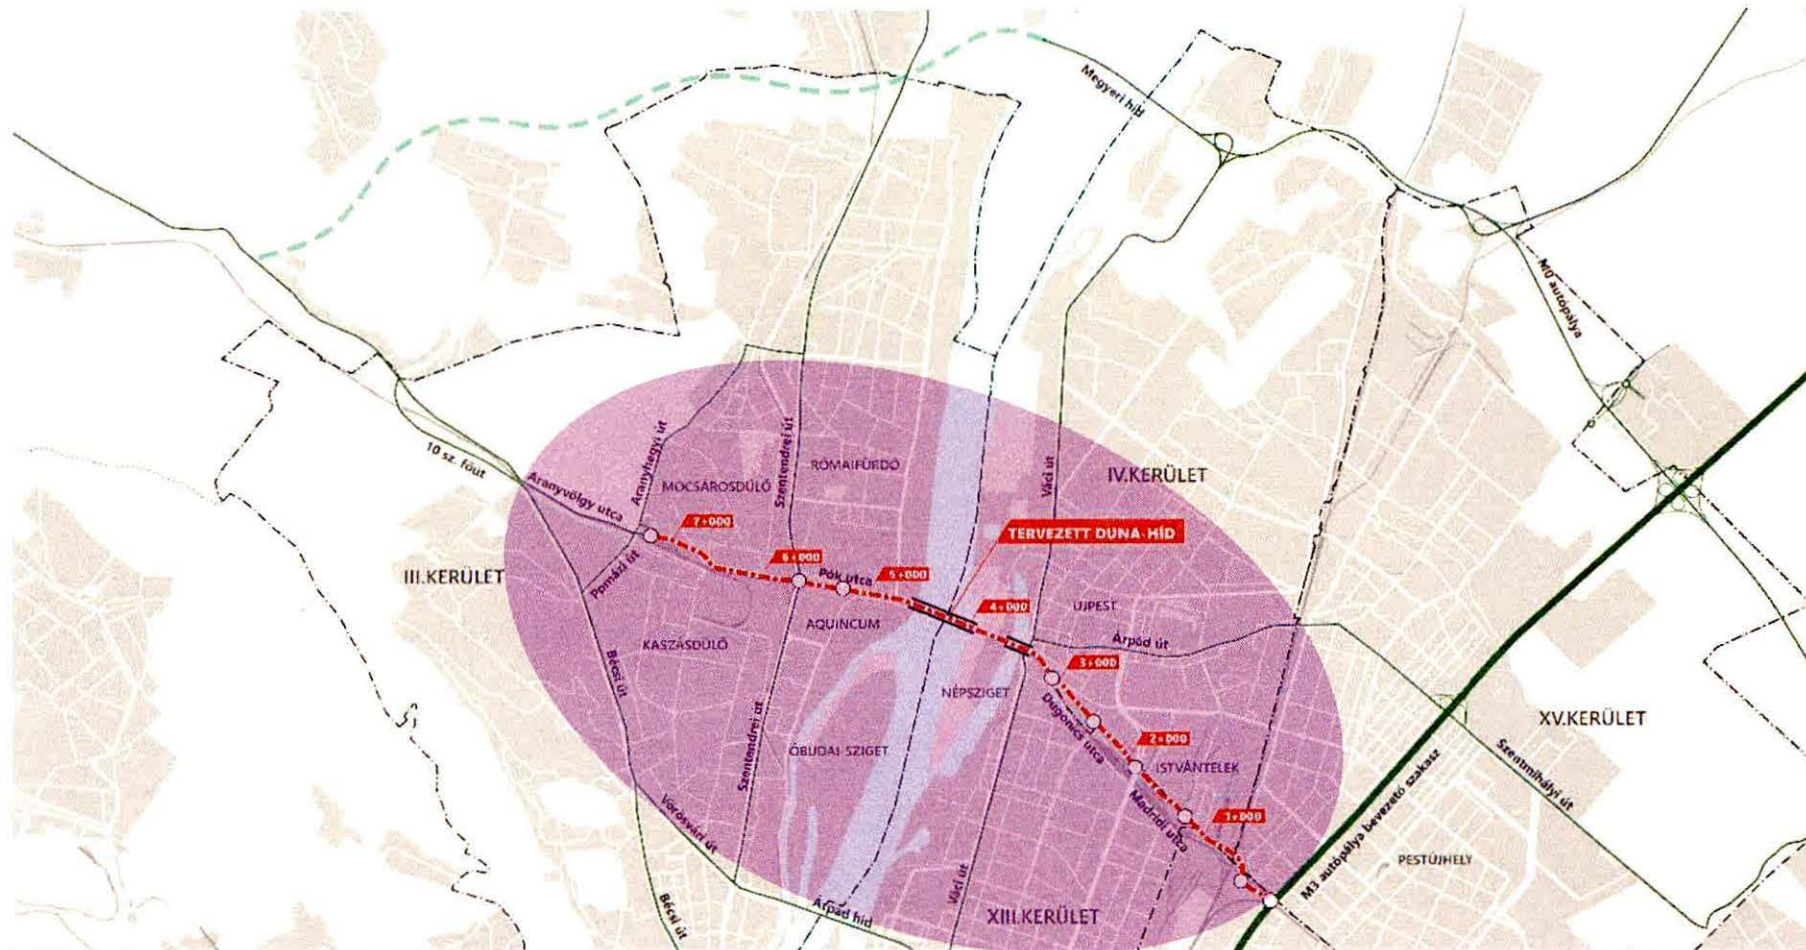 Megyeri híd
M0 autópálya
10 sz. főút
Aranyvölgy utca
Aranyhegyi út
MOCSÁROSDŰLŐ
Szentendrei út
RÓMAIFÜRDŐ
Váci út
IV.KERÜLET
7+000
TERVEZETT DUNA-HÍD
III.KERÜLET
Pomázi út
6+000
Pók utca
5+000
4+000
ÚJPEST
AQUINCUM
KASZÁSDŰLŐ
Árpád út
Bécsi út
3+000
NÉPSZIGET
Dugonics utca
XV.KERÜLET
Szentendrei út
ÓBUDAI-SZIGET
2+000
ISTVÁNTELEK
Szentmihályi út
Vörösvári út
Madridi utca
1+000
M3 autópálya bevezető szakasz
PESTÚJHELY
Bécsi út
Árpád híd
Váci út
XIII.KERÜLET